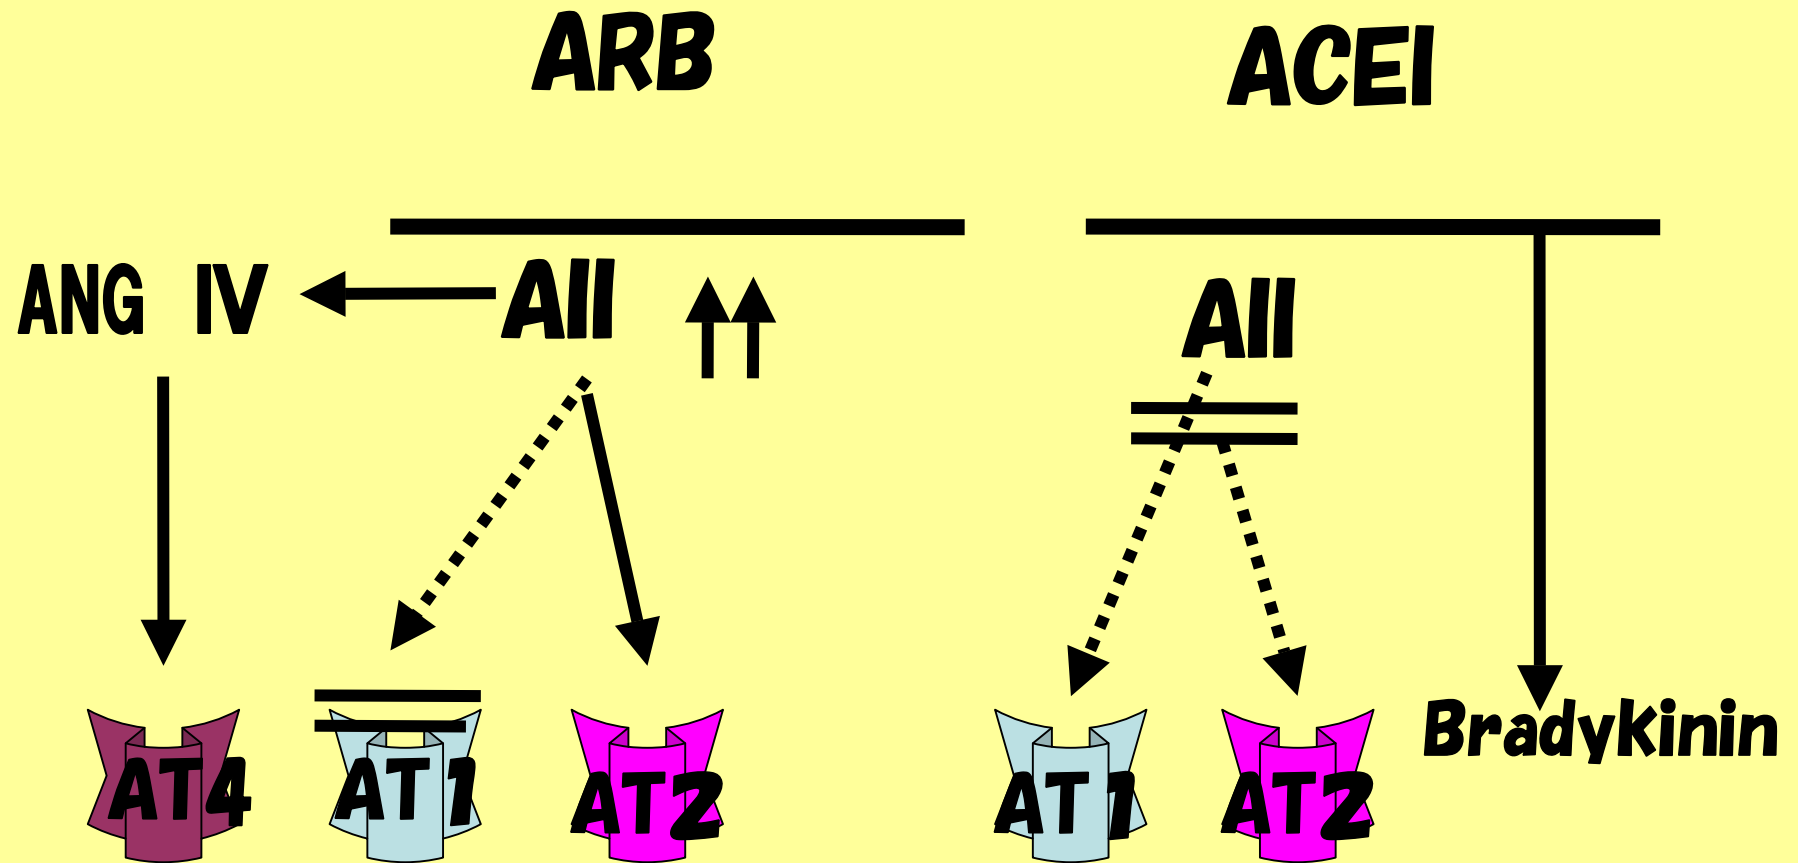 ARB
ACEI
ANG IV
AII
AII
AT4
AT1
AT2
AT1
AT2
Bradykinin